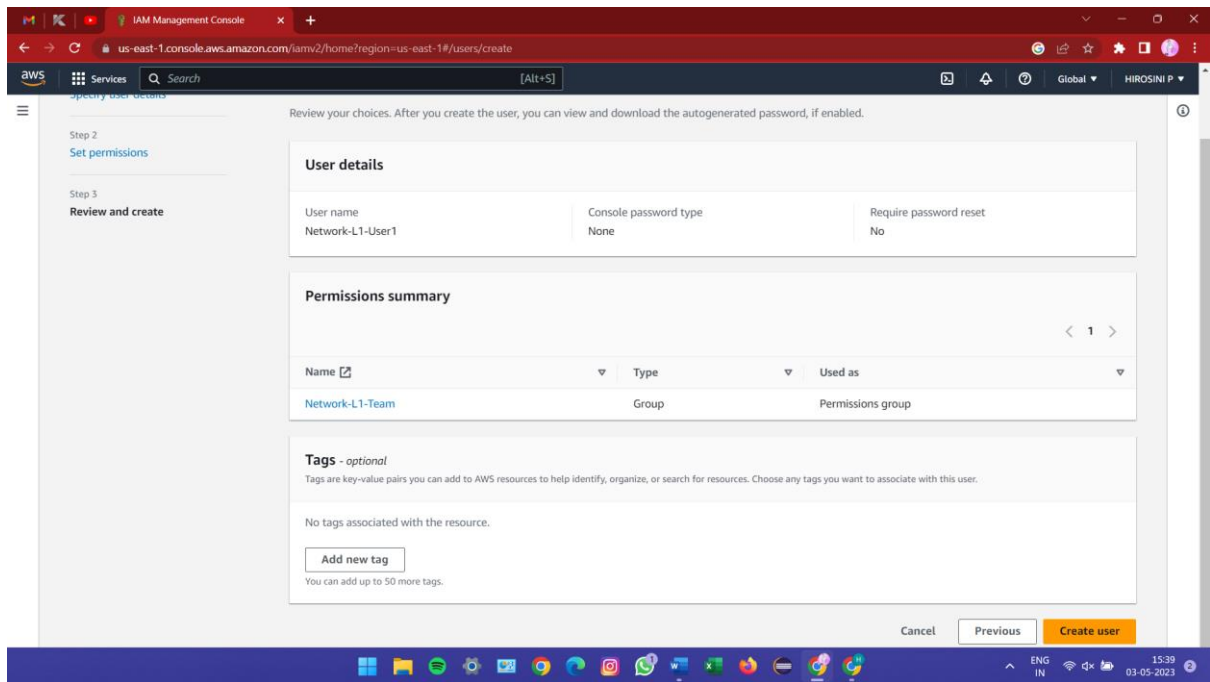 IAM Management Console
us-east-1.console.aws.amazon.com/iamv2/home?region=us-east-1#/users/create
aws
Services
Search
[Alt+S]
Global
HIROSINI P
Specify user details
Step 2
Set permissions
Step 3
Review and create
Review your choices. After you create the user, you can view and download the autogenerated password, if enabled.
User details
User name Console password type Require password reset
Network-L1-User1 None No
Permissions summary
1
Name Type Used as
Network-L1-Team Group Permissions group
Tags - optional
Tags are key-value pairs you can add to AWS resources to help identify, organize, or search for resources. Choose any tags you want to associate with this user.
No tags associated with the resource.
Add new tag
You can add up to 50 more tags.
Cancel Previous Create user
ENG
IN
15:39
03-05-2023
2